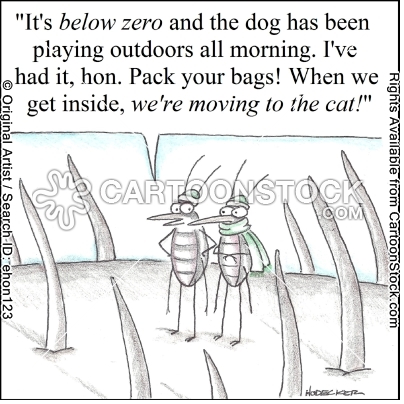 "It's below zero and the dog has been
playing outdoors all morning. I've
had it, hon. Pack your bags! When we
get inside, we're moving to the cat!"
© Original Artist / Search ID: ehon123
Rights Available from CartoonStock.com
CARTOONSTOCK
.COM
HODECKER